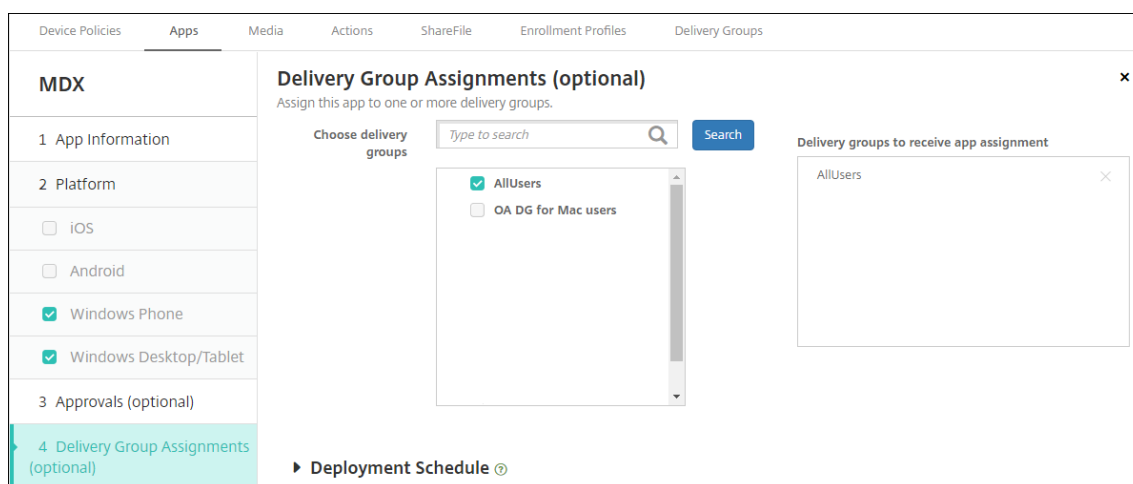 Device Policies Apps Media Actions ShareFile Enrollment Profiles Delivery Groups
MDX
1 App Information
2 Platform
iOS
Android
Windows Phone
Windows Desktop/Tablet
3 Approvals (optional)
4 Delivery Group Assignments
(optional)
Delivery Group Assignments (optional)
Assign this app to one or more delivery groups.
Choose delivery
groups
Type to search
Search
AllUsers
OA DG for Mac users
Delivery groups to receive app assignment
AllUsers
Deployment Schedule